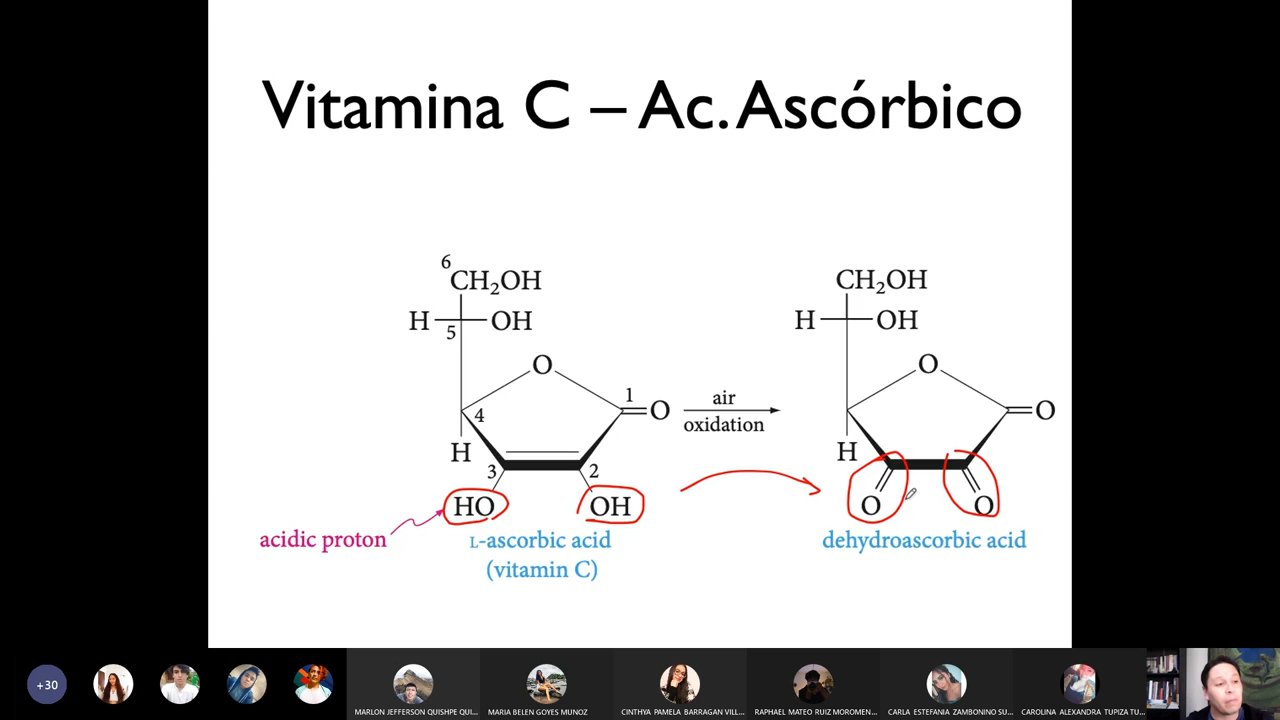 Vitamina C – Ac. Ascórbico
6
CH₂OH
H
OH
5
O
1
O
4
H
3
2
HO
OH
acidic proton
L-ascorbic acid
(vitamin C)
air
oxidation
CH₂OH
H
OH
O
O
H
O
O
dehydroascorbic acid
+30
MARLON JEFFERSON QUISHPE QUI...
MARIA BELEN GOYES MUNOZ
CINTHYA PAMELA BARRAGAN VILL...
RAPHAEL MATEO RUIZ MOROMEN...
CARLA ESTEFANIA ZAMBONINO SU...
CAROLINA ALEXANDRA TUPIZA TU...